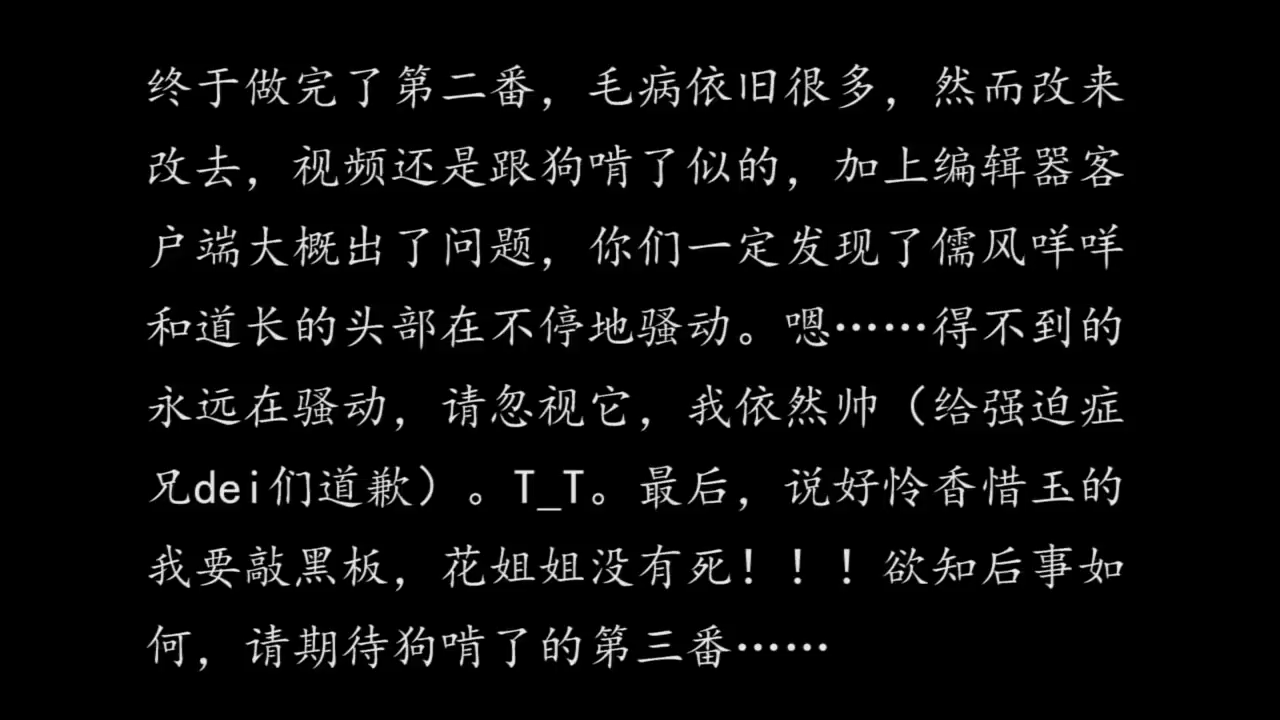 终于做完了第二番，毛病依旧很多，然而改来
改去，视频还是跟狗啃了似的，加上编辑器客
户端大概出了问题，你们一定发现了儒风咩咩
和道长的头部在不停地骚动。嗯……得不到的
永远在骚动，请忽视它，我依然帅（给强迫症
兄dei们道歉）。T_T。最后，说好怜香惜玉的
我要敲黑板，花姐姐没有死！！！欲知后事如
何，请期待狗啃了的第三番……